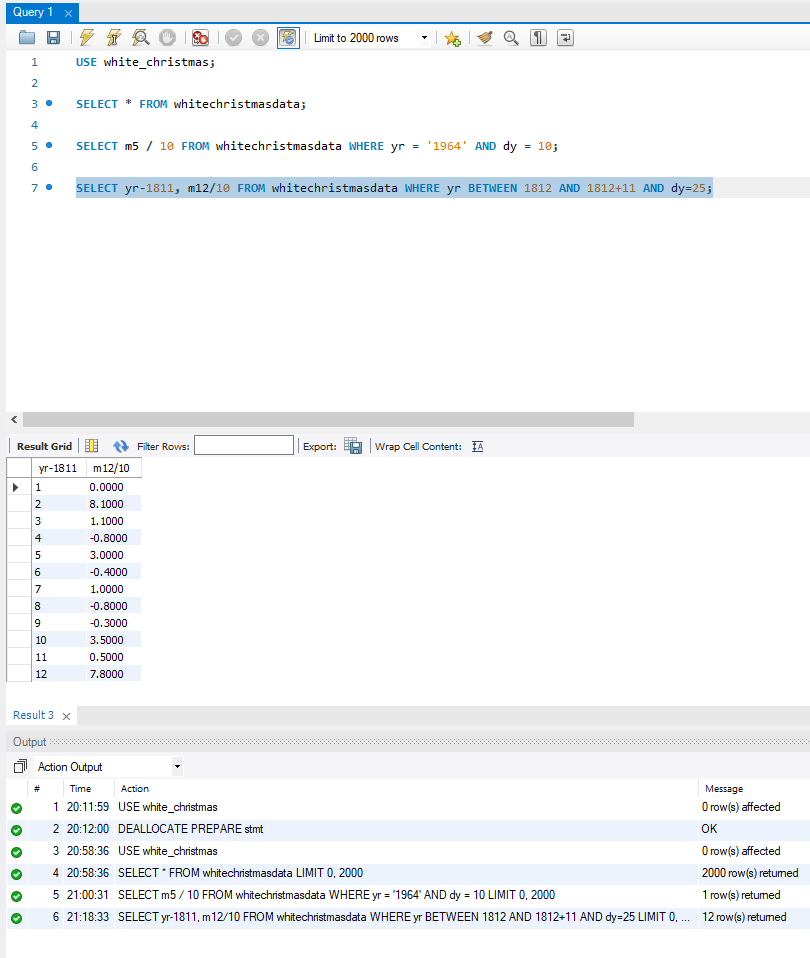 Query 1
Limit to 2000 rows
1 USE white_christmas;
2
3 SELECT * FROM whitechristmasdata;
4
5 SELECT m5 / 10 FROM whitechristmasdata WHERE yr = '1964' AND dy = 10;
6
7 SELECT yr-1811, m12/10 FROM whitechristmasdata WHERE yr BETWEEN 1812 AND 1812+11 AND dy=25;
Result Grid Filter Rows: Export: Wrap Cell Content:
yr-1811 m12/10
1 0.0000
2 8.1000
3 1.1000
4 -0.8000
5 3.0000
6 -0.4000
7 1.0000
8 -0.8000
9 -0.3000
10 3.5000
11 0.5000
12 7.8000
Result 3
Output
Action Output
# Time Action Message
1 20:11:59 USE white_christmas 0 row(s) affected
2 20:12:00 DEALLOCATE PREPARE stmt OK
3 20:58:36 USE white_christmas 0 row(s) affected
4 20:58:36 SELECT * FROM whitechristmasdata LIMIT 0, 2000 2000 row(s) returned
5 21:00:31 SELECT m5 / 10 FROM whitechristmasdata WHERE yr = '1964' AND dy = 10 LIMIT 0, 2000 1 row(s) returned
6 21:18:33 SELECT yr-1811, m12/10 FROM whitechristmasdata WHERE yr BETWEEN 1812 AND 1812+11 AND dy=25 LIMIT 0, ... 12 row(s) returned